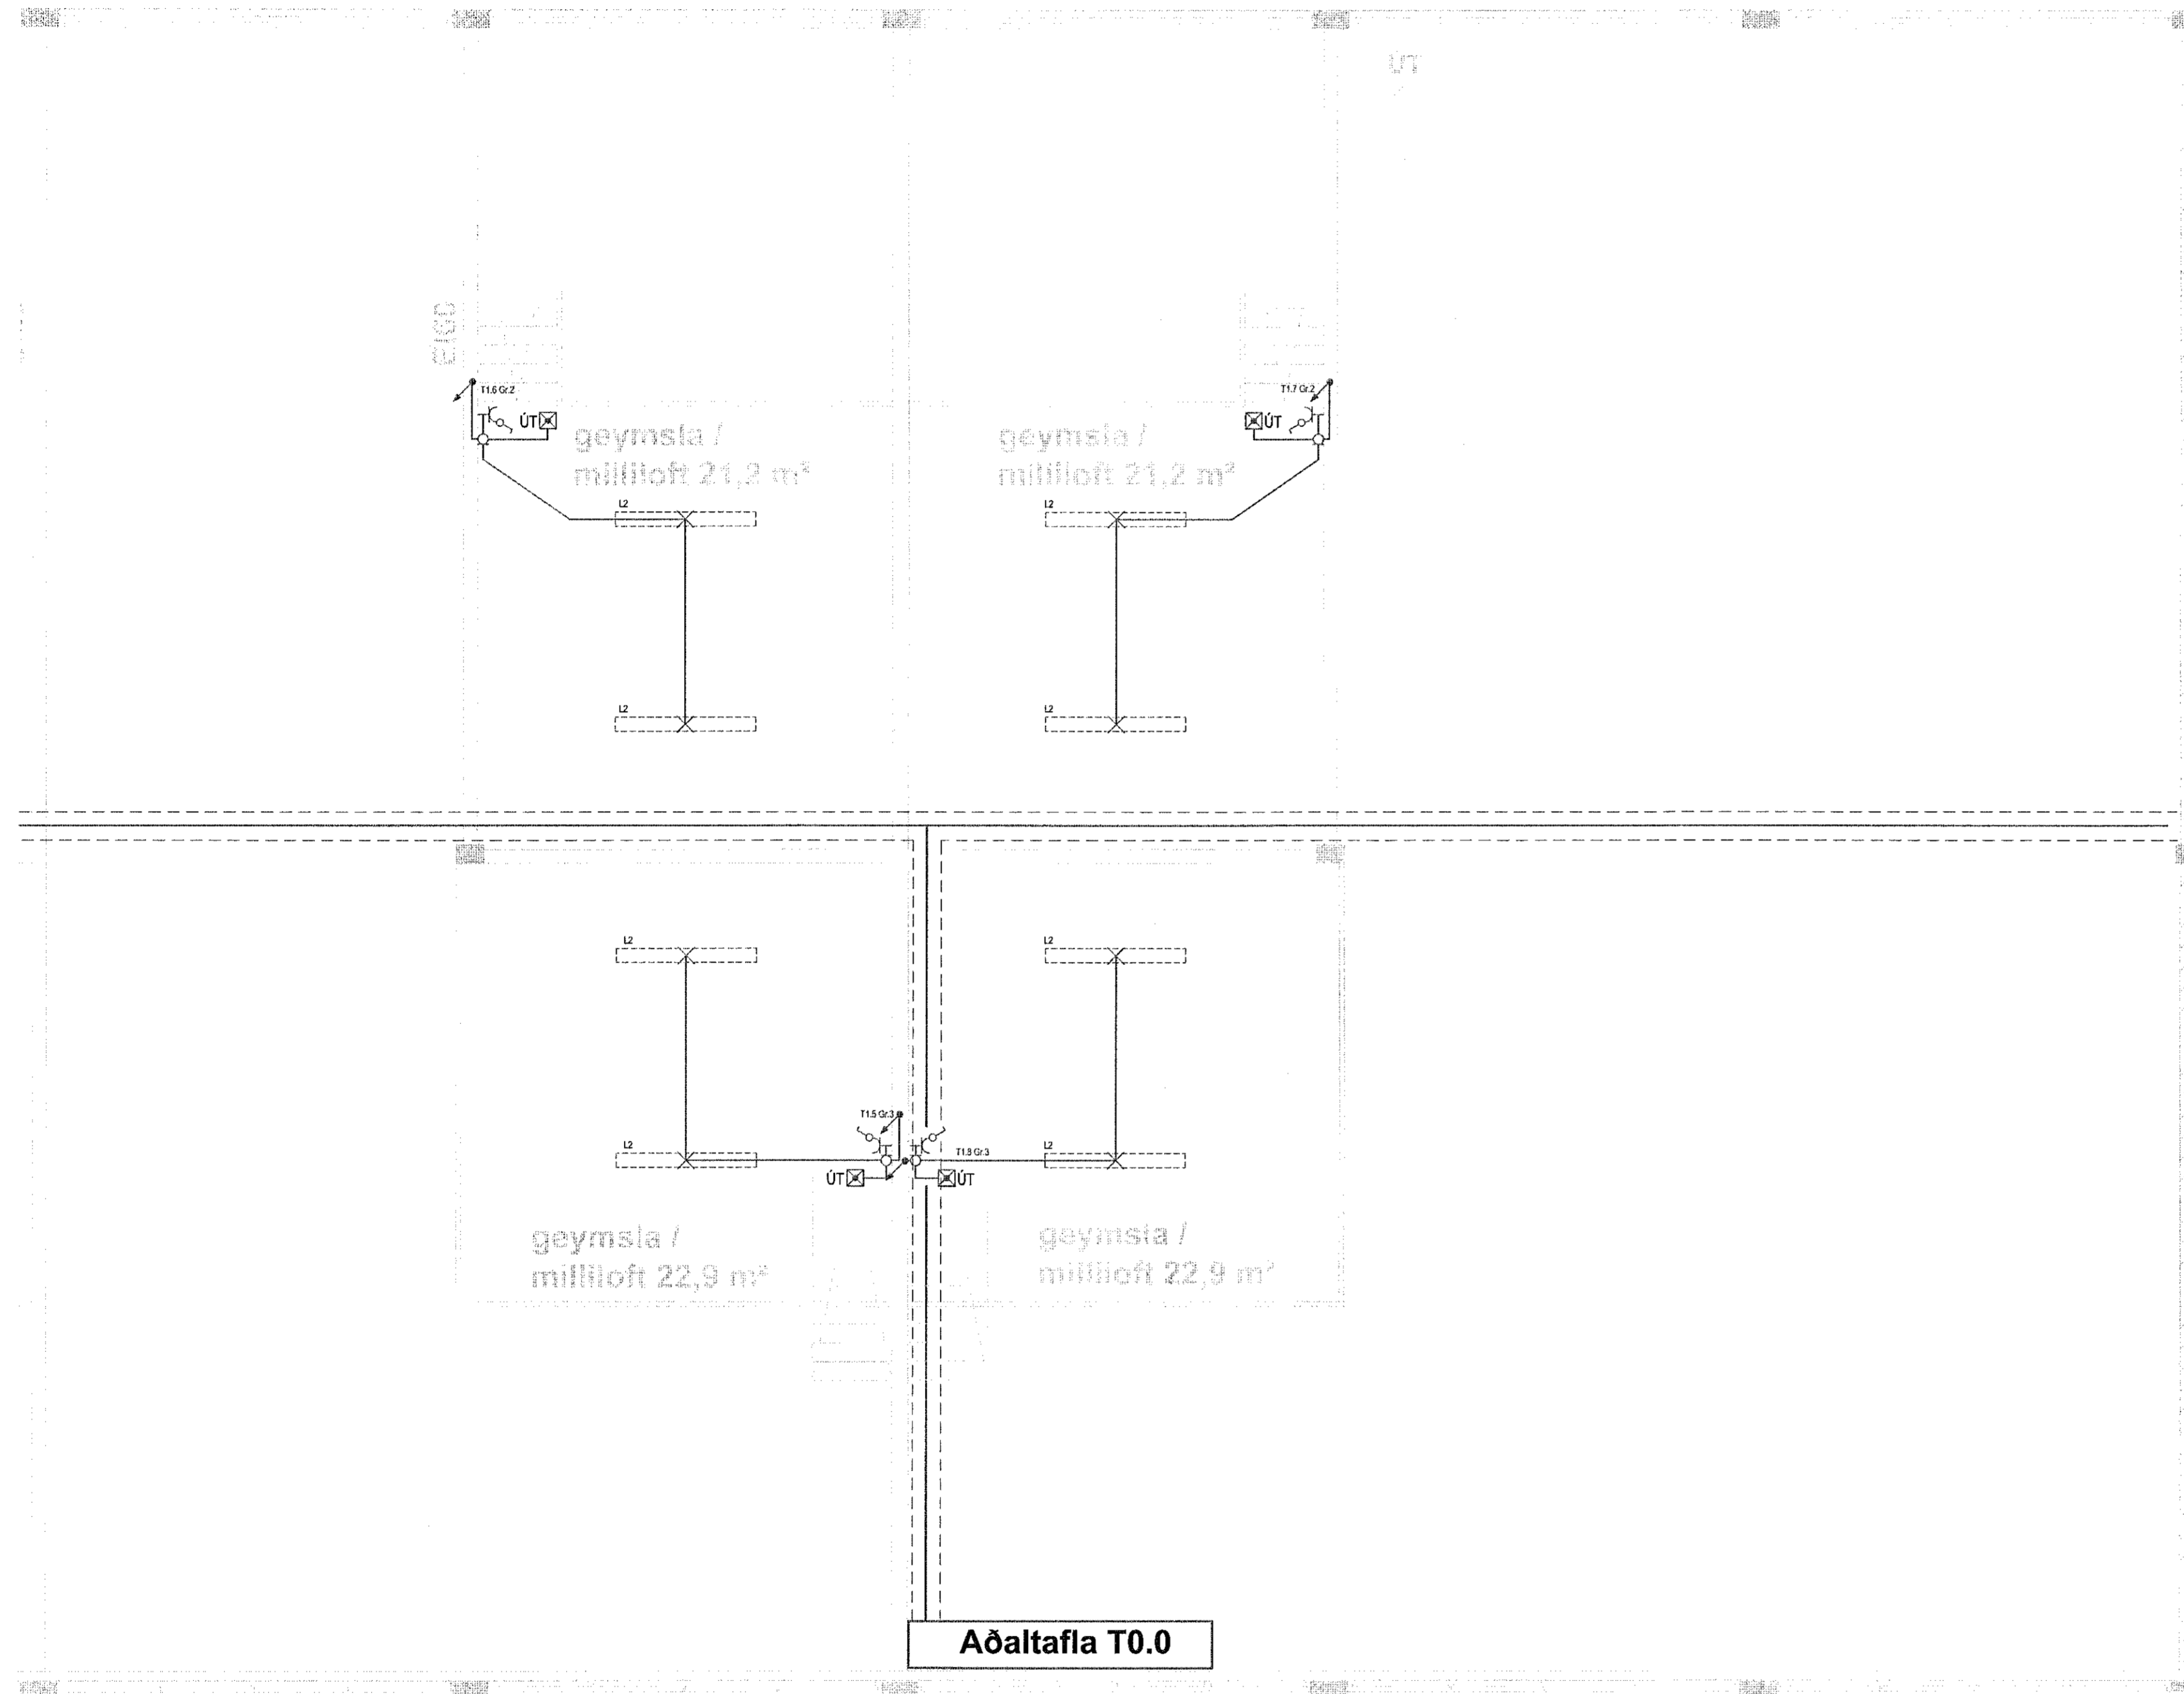 T1.6 Gr.2
T1.7 Gr.2
ÚT
ÚT
geymsla /
milliloft 21,2 m²
geymsla /
milliloft 21,2 m²
L2
L2
L2
L2
L2
L2
T1.5 Gr.3
L2
T1.8 Gr.3
L2
ÚT
ÚT
geymsla /
milliloft 22,9 m²
geymsla /
milliloft 22,9 m²
Aðaltafla T0.0